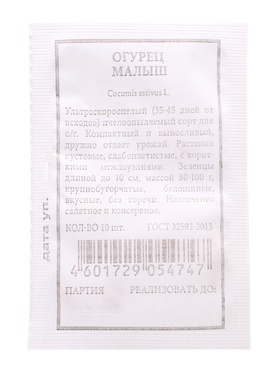 ОГУРЕЦ
МАЛЫШ
Cucumis sativus L.
Ультраскороспелый (35-45 дней от
всходов) пчелоопыляемый сорт для
о/г. Компактный и выносливый,
дружно отдает урожай. Растения
кустовые, слабоплетистые, с корот-
кими междоузлиями. Зеленцы
длиной до 10 см, массой 80-100 г,
крупнобугорчатые, белошипые,
вкусные, без горечи. Назначение
салатное и консервное.
КОЛ-ВО 10 шт. ГОСТ 32592-2013
4 601729 054747
ПАРТИЯ РЕАЛИЗОВАТЬ ДО:
дата уп.